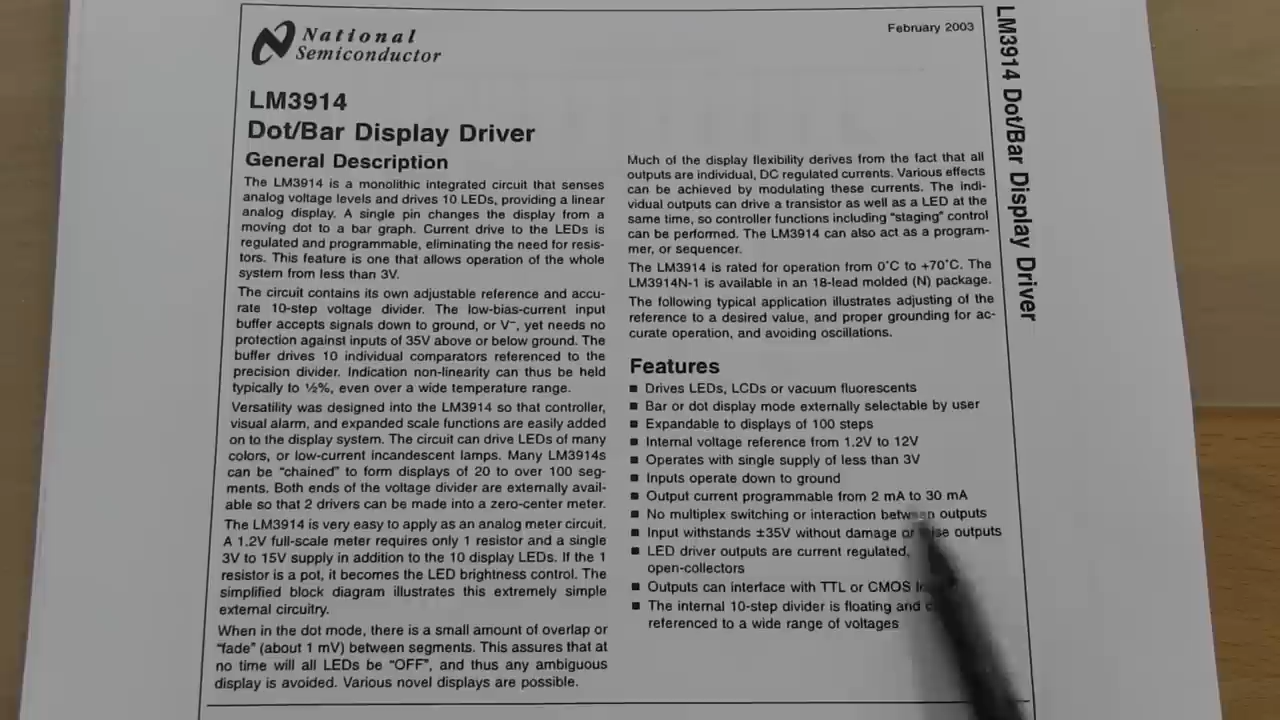 National
Semiconductor
February 2003
LM3914
Dot/Bar Display Driver
General Description
The LM3914 is a monolithic integrated circuit that senses
analog voltage levels and drives 10 LEDs, providing a linear
analog display. A single pin changes the display from a
moving dot to a bar graph. Current drive to the LEDs is
regulated and programmable, eliminating the need for resis-
tors. This feature is one that allows operation of the whole
system from less than 3V.
The circuit contains its own adjustable reference and accu-
rate 10-step voltage divider. The low-bias-current input
buffer accepts signals down to ground, or V⁻, yet needs no
protection against inputs of 35V above or below ground. The
buffer drives 10 individual comparators referenced to the
precision divider. Indication non-linearity can thus be held
typically to ½%, even over a wide temperature range.
Versatility was designed into the LM3914 so that controller,
visual alarm, and expanded scale functions are easily added
on to the display system. The circuit can drive LEDs of many
colors, or low-current incandescent lamps. Many LM3914s
can be “chained” to form displays of 20 to over 100 seg-
ments. Both ends of the voltage divider are externally avail-
able so that 2 drivers can be made into a zero-center meter.
The LM3914 is very easy to apply as an analog meter circuit.
A 1.2V full-scale meter requires only 1 resistor and a single
3V to 15V supply in addition to the 10 display LEDs. If the 1
resistor is a pot, it becomes the LED brightness control. The
simplified block diagram illustrates this extremely simple
external circuitry.
When in the dot mode, there is a small amount of overlap or
“fade” (about 1 mV) between segments. This assures that at
no time will all LEDs be “OFF”, and thus any ambiguous
display is avoided. Various novel displays are possible.
Much of the display flexibility derives from the fact that all
outputs are individual, DC regulated currents. Various effects
can be achieved by modulating these currents. The indi-
vidual outputs can drive a transistor as well as a LED at the
same time, so controller functions including “staging” control
can be performed. The LM3914 can also act as a program-
mer, or sequencer.
The LM3914 is rated for operation from 0˚C to +70˚C. The
LM3914N-1 is available in an 18-lead molded (N) package.
The following typical application illustrates adjusting of the
reference to a desired value, and proper grounding for ac-
curate operation, and avoiding oscillations.
Features
■ Drives LEDs, LCDs or vacuum fluorescents
■ Bar or dot display mode externally selectable by user
■ Expandable to displays of 100 steps
■ Internal voltage reference from 1.2V to 12V
■ Operates with single supply of less than 3V
■ Inputs operate down to ground
■ Output current programmable from 2 mA to 30 mA
■ No multiplex switching or interaction between outputs
■ Input withstands ±35V without damage or outputs
■ LED driver outputs are current regulated,
open-collectors
■ Outputs can interface with TTL or CMOS
■ The internal 10-step divider is floating and
referenced to a wide range of voltages
LM3914 Dot/Bar Display Driver